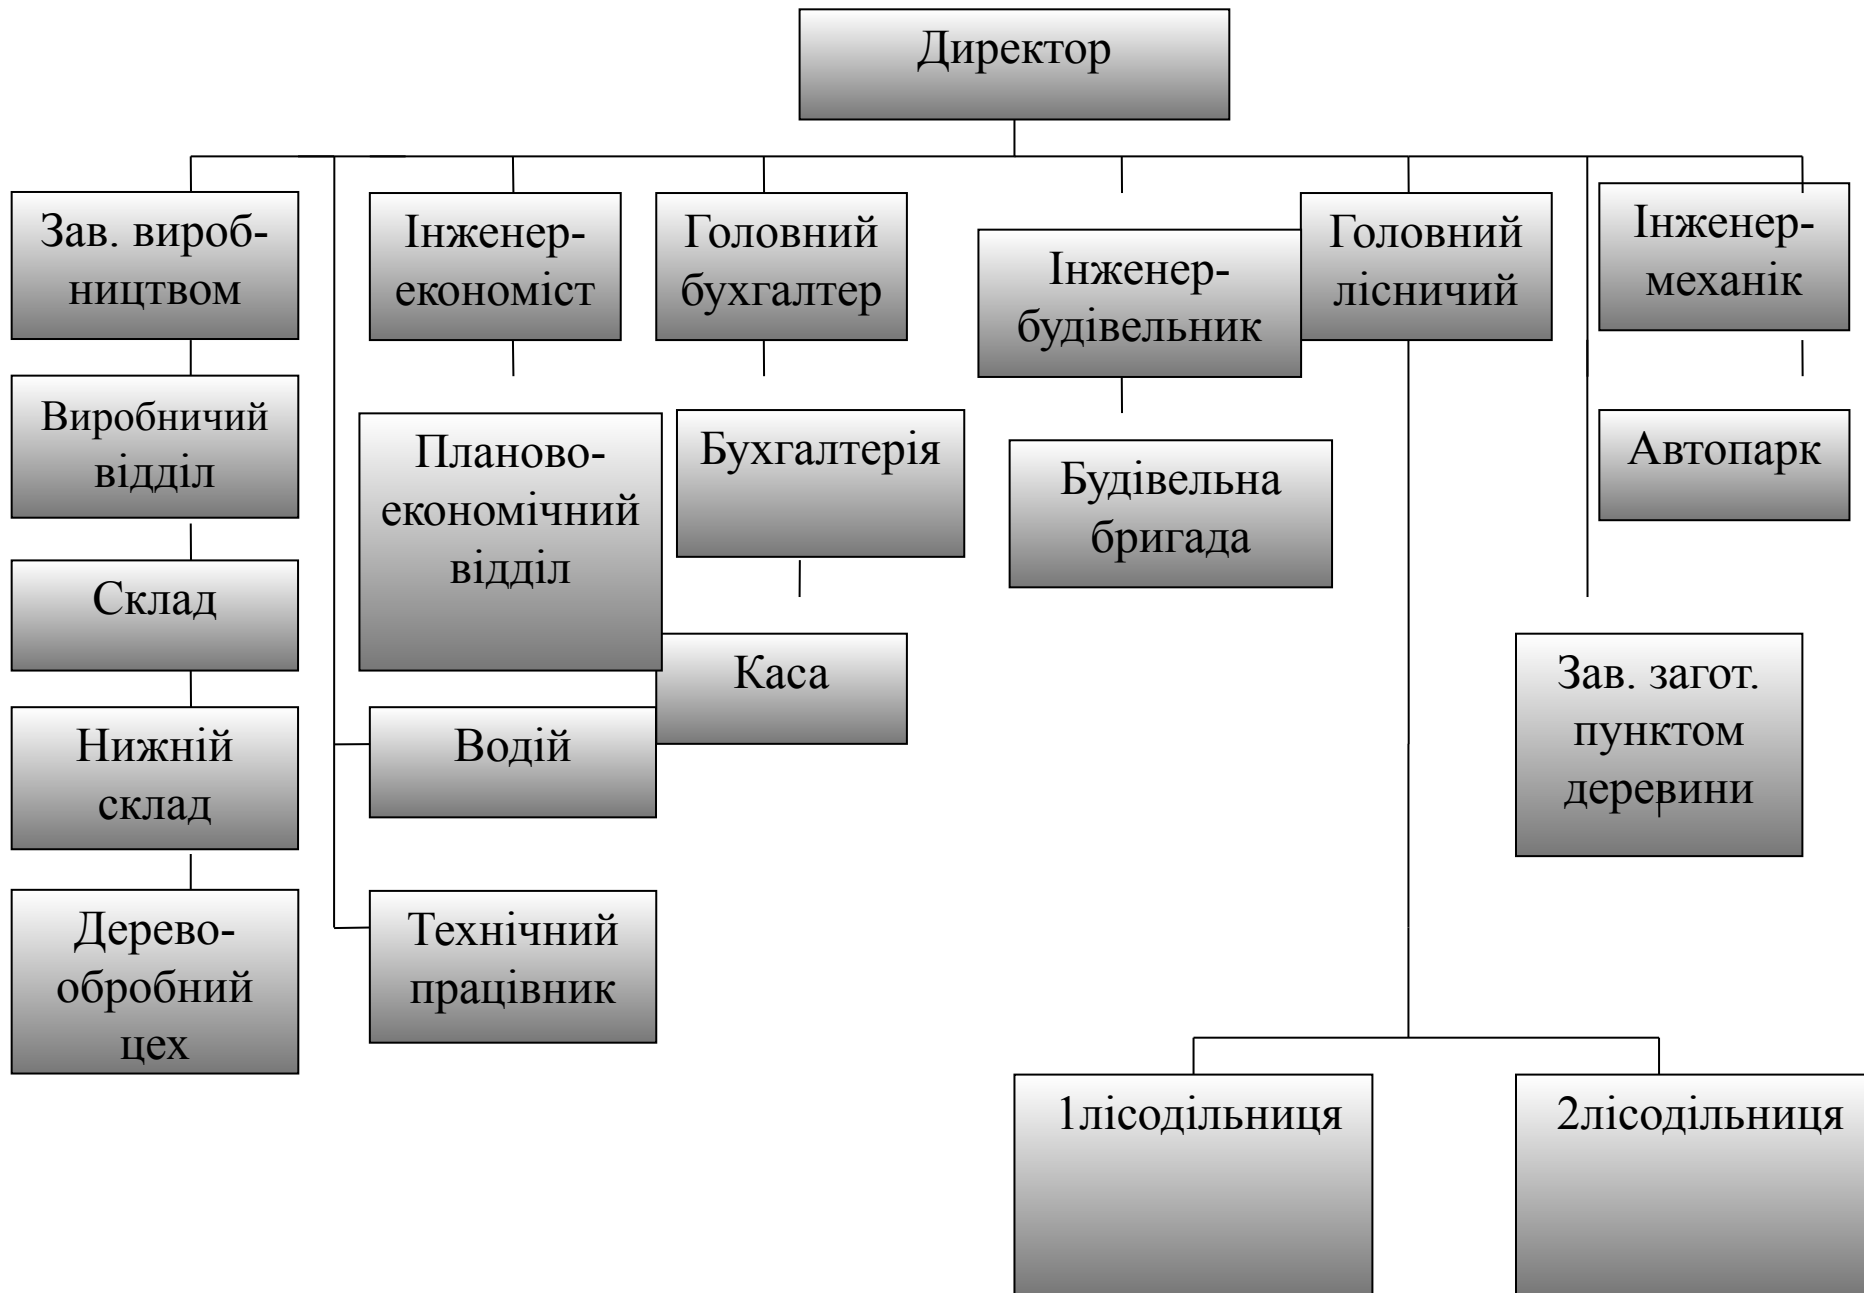 Директор
Зав. вироб-
ництвом
Інженер-
економіст
Головний
бухгалтер
Інженер-
будівельник
Головний
лісничий
Інженер-
механік
Виробничий
відділ
Планово-
економічний
відділ
Бухгалтерія
Будівельна
бригада
Автопарк
Склад
Каса
Зав. загот.
пунктом
деревини
Нижній
склад
Водій
Дерево-
обробний
цех
Технічний
працівник
1лісодільниця
2лісодільниця